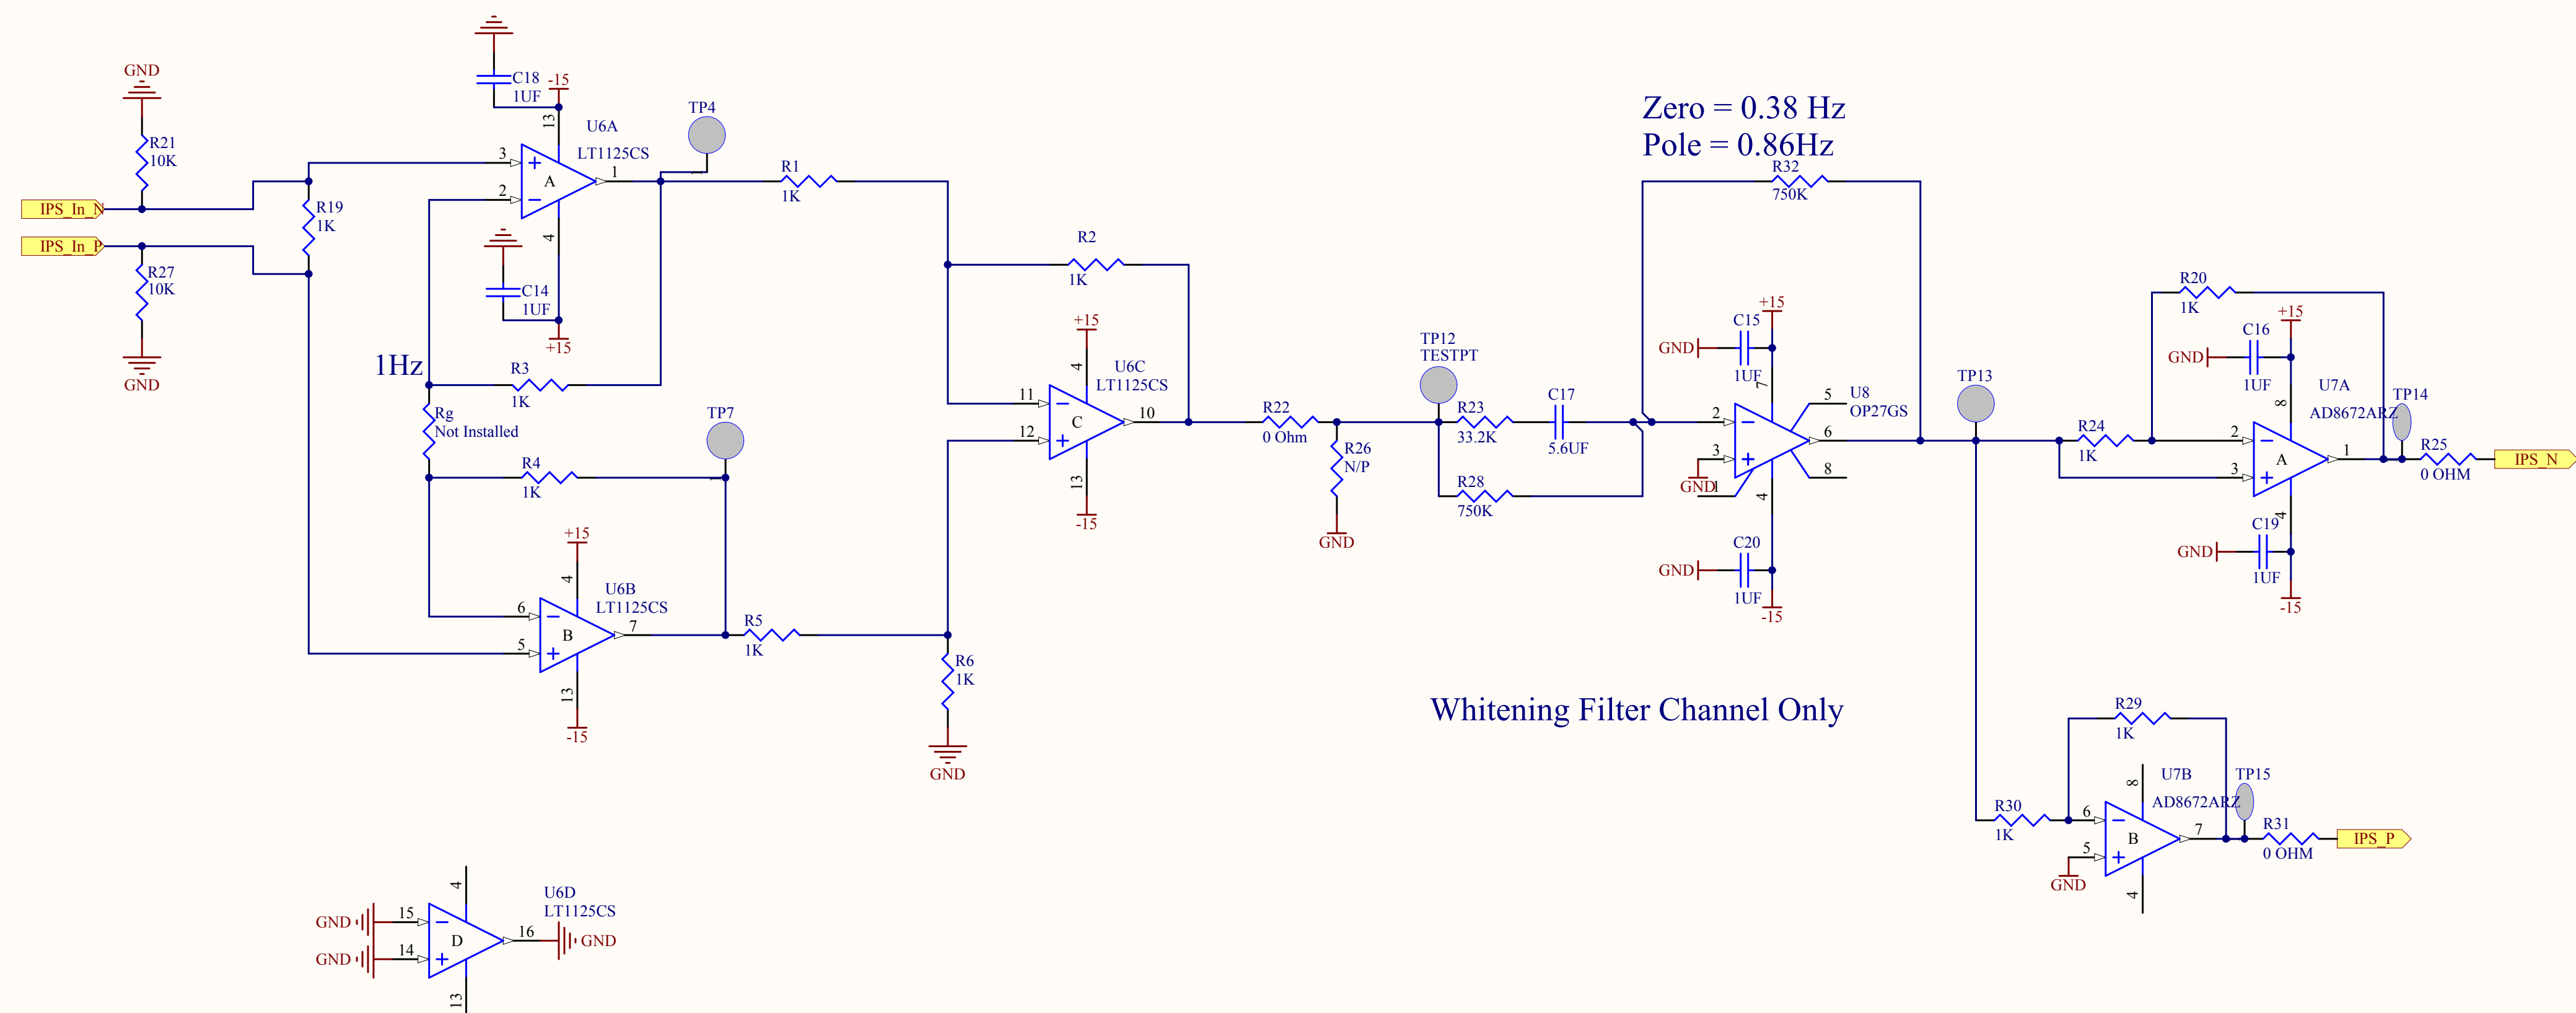 GND
R21
10K
IPS_In_N
IPS_In_P
R27
10K
GND
R19
1K
C18
1UF
-15
13
U6A
LT1125CS
3
2
A
1
4
C14
1UF
+15
TP4
R1
1K
1Hz
R3
1K
Rg
Not Installed
R4
1K
TP7
+15
4
U6B
LT1125CS
6
5
B
7
13
-15
R5
1K
R6
1K
GND
R2
1K
+15
4
U6C
LT1125CS
11
12
C
10
13
-15
R22
0 Ohm
R26
N/P
GND
TP12
TESTPT
R23
33.2K
C17
5.6UF
R28
750K
Zero = 0.38 Hz
Pole = 0.86Hz
R32
750K
+15
C15
GND
1UF
7
5
U8
OP27GS
2
3
6
GND
1
8
4
C20
GND
1UF
-15
TP13
R20
1K
+15
C16
GND
1UF
8
U7A
AD8672ARZ
TP14
R24
1K
2
3
A
1
R25
0 OHM
IPS_N
4
C19
GND
1UF
-15
Whitening Filter Channel Only
R29
1K
8
U7B
AD8672ARZ
TP15
R30
1K
6
5
B
7
R31
0 OHM
IPS_P
GND
4
4
U6D
LT1125CS
GND
15
GND
14
D
16
GND
13